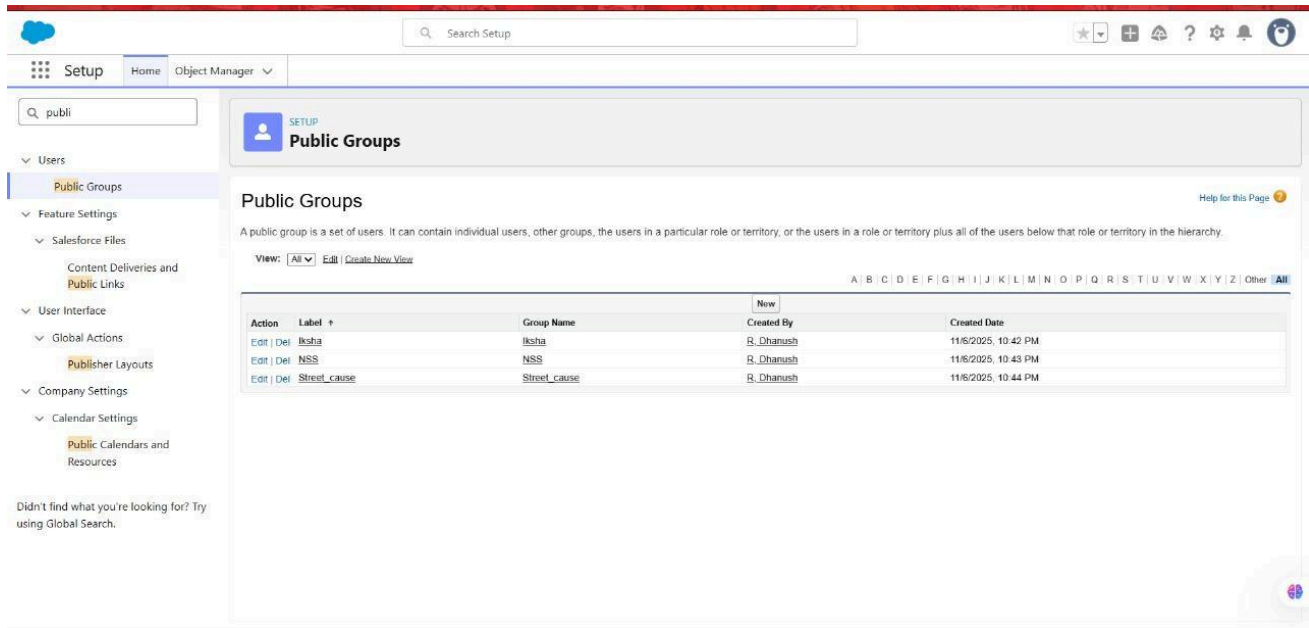 Search Setup
Setup Home Object Manager
publi
Users
Public Groups
Feature Settings
Salesforce Files
Content Deliveries and
Public Links
User Interface
Global Actions
Publisher Layouts
Company Settings
Calendar Settings
Public Calendars and
Resources
Didn't find what you're looking for? Try
using Global Search.
SETUP
Public Groups
Public Groups
Help for this Page ?
A public group is a set of users. It can contain individual users, other groups, the users in a particular role or territory, or the users in a role or territory plus all of the users below that role or territory in the hierarchy.
View: All Edit | Create New View
A | B | C | D | E | F | G | H | I | J | K | L | M | N | O | P | Q | R | S | T | U | V | W | X | Y | Z | Other | All
New
Action Label ↑ Group Name Created By Created Date
Edit | Del Iksha Iksha R, Dhanush 11/6/2025, 10:42 PM
Edit | Del NSS NSS R, Dhanush 11/6/2025, 10:43 PM
Edit | Del Street_cause Street_cause R, Dhanush 11/6/2025, 10:44 PM